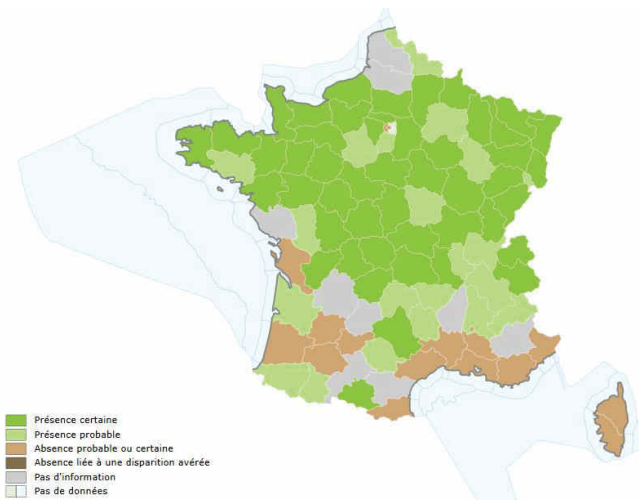 Présence certaine
Présence probable
Absence probable ou certaine
Absence liée à une disparition avérée
Pas d'information
Pas de données